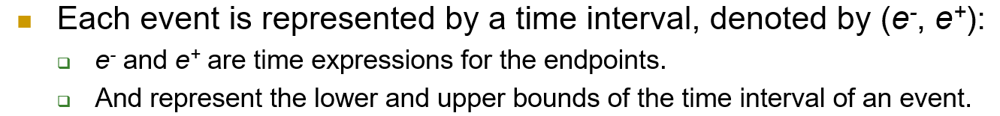 Each event is represented by a time interval, denoted by (e⁻, e⁺):
e⁻ and e⁺ are time expressions for the endpoints.
And represent the lower and upper bounds of the time interval of an event.